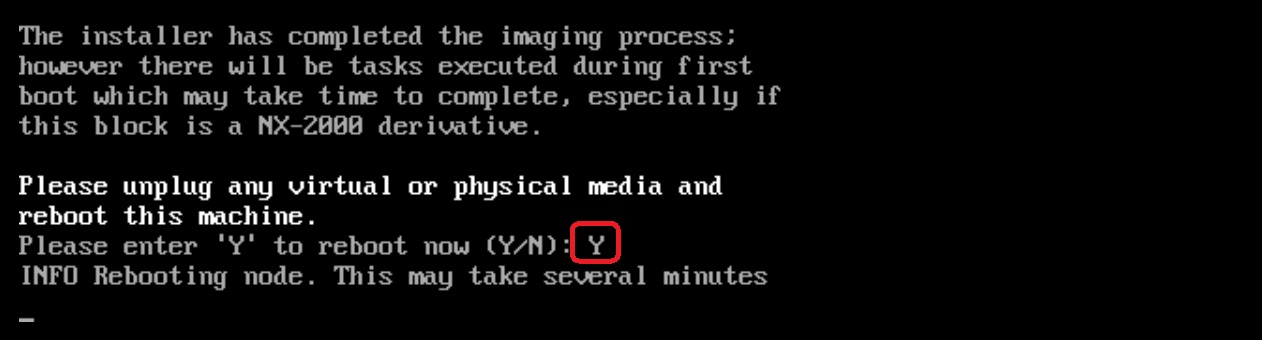 The installer has completed the imaging process;
however there will be tasks executed during first
boot which may take time to complete, especially if
this block is a NX-2000 derivative.
Please unplug any virtual or physical media and
reboot this machine.
Please enter 'Y' to reboot now (Y/N): Y
INFO Rebooting node. This may take several minutes
_